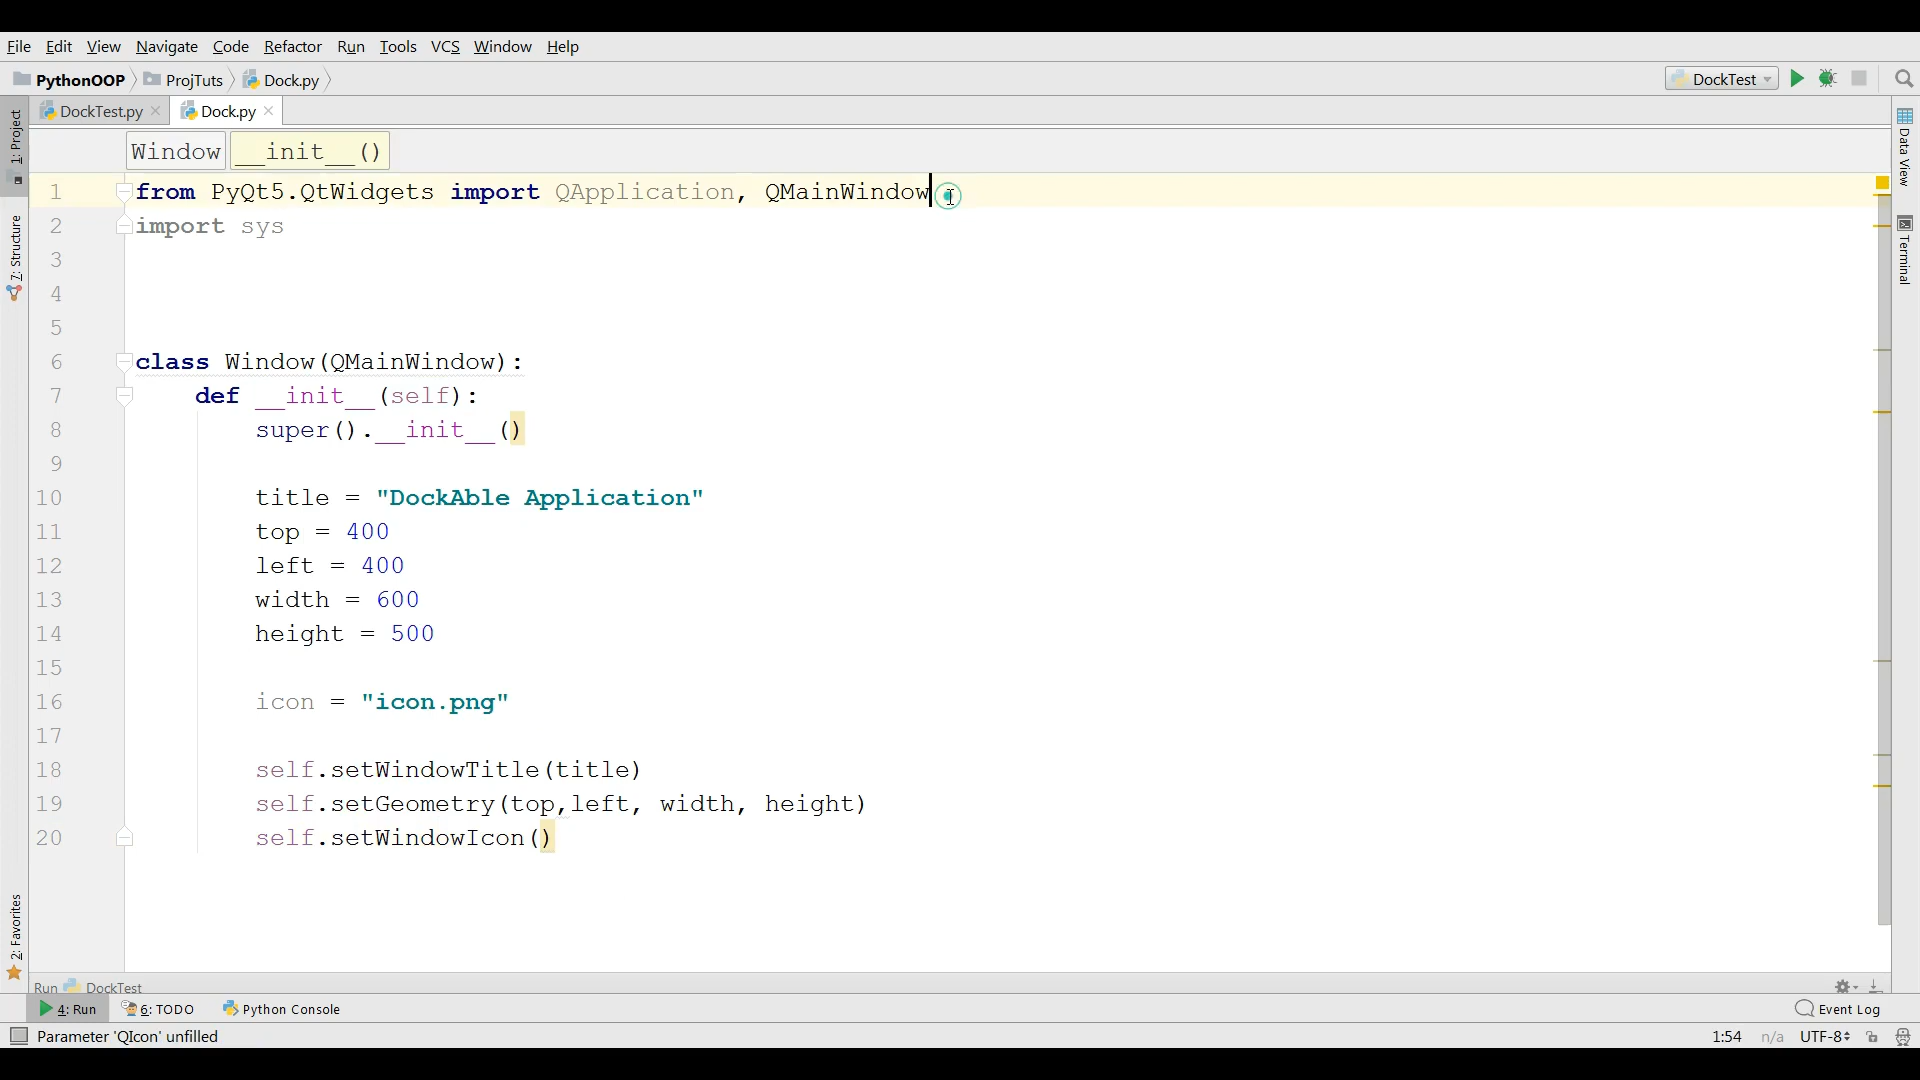 File Edit View Navigate Code Refactor Run Tools VCS Window Help
PythonOOP ProjTuts Dock.py DockTest
DockTest.py Dock.py
1: Project
7: Structure
2: Favorites
Data View
Terminal
Window __init__()
1 from PyQt5.QtWidgets import QApplication, QMainWindow
2 import sys
3
4
5
6 class Window(QMainWindow):
7 def __init__(self):
8 super().__init__()
9
10 title = "DockAble Application"
11 top = 400
12 left = 400
13 width = 600
14 height = 500
15
16 icon = "icon.png"
17
18 self.setWindowTitle(title)
19 self.setGeometry(top,left, width, height)
20 self.setWindowIcon()
Run DockTest
4: Run 6: TODO Python Console Event Log
Parameter 'QIcon' unfilled 1:54 n/a UTF-8